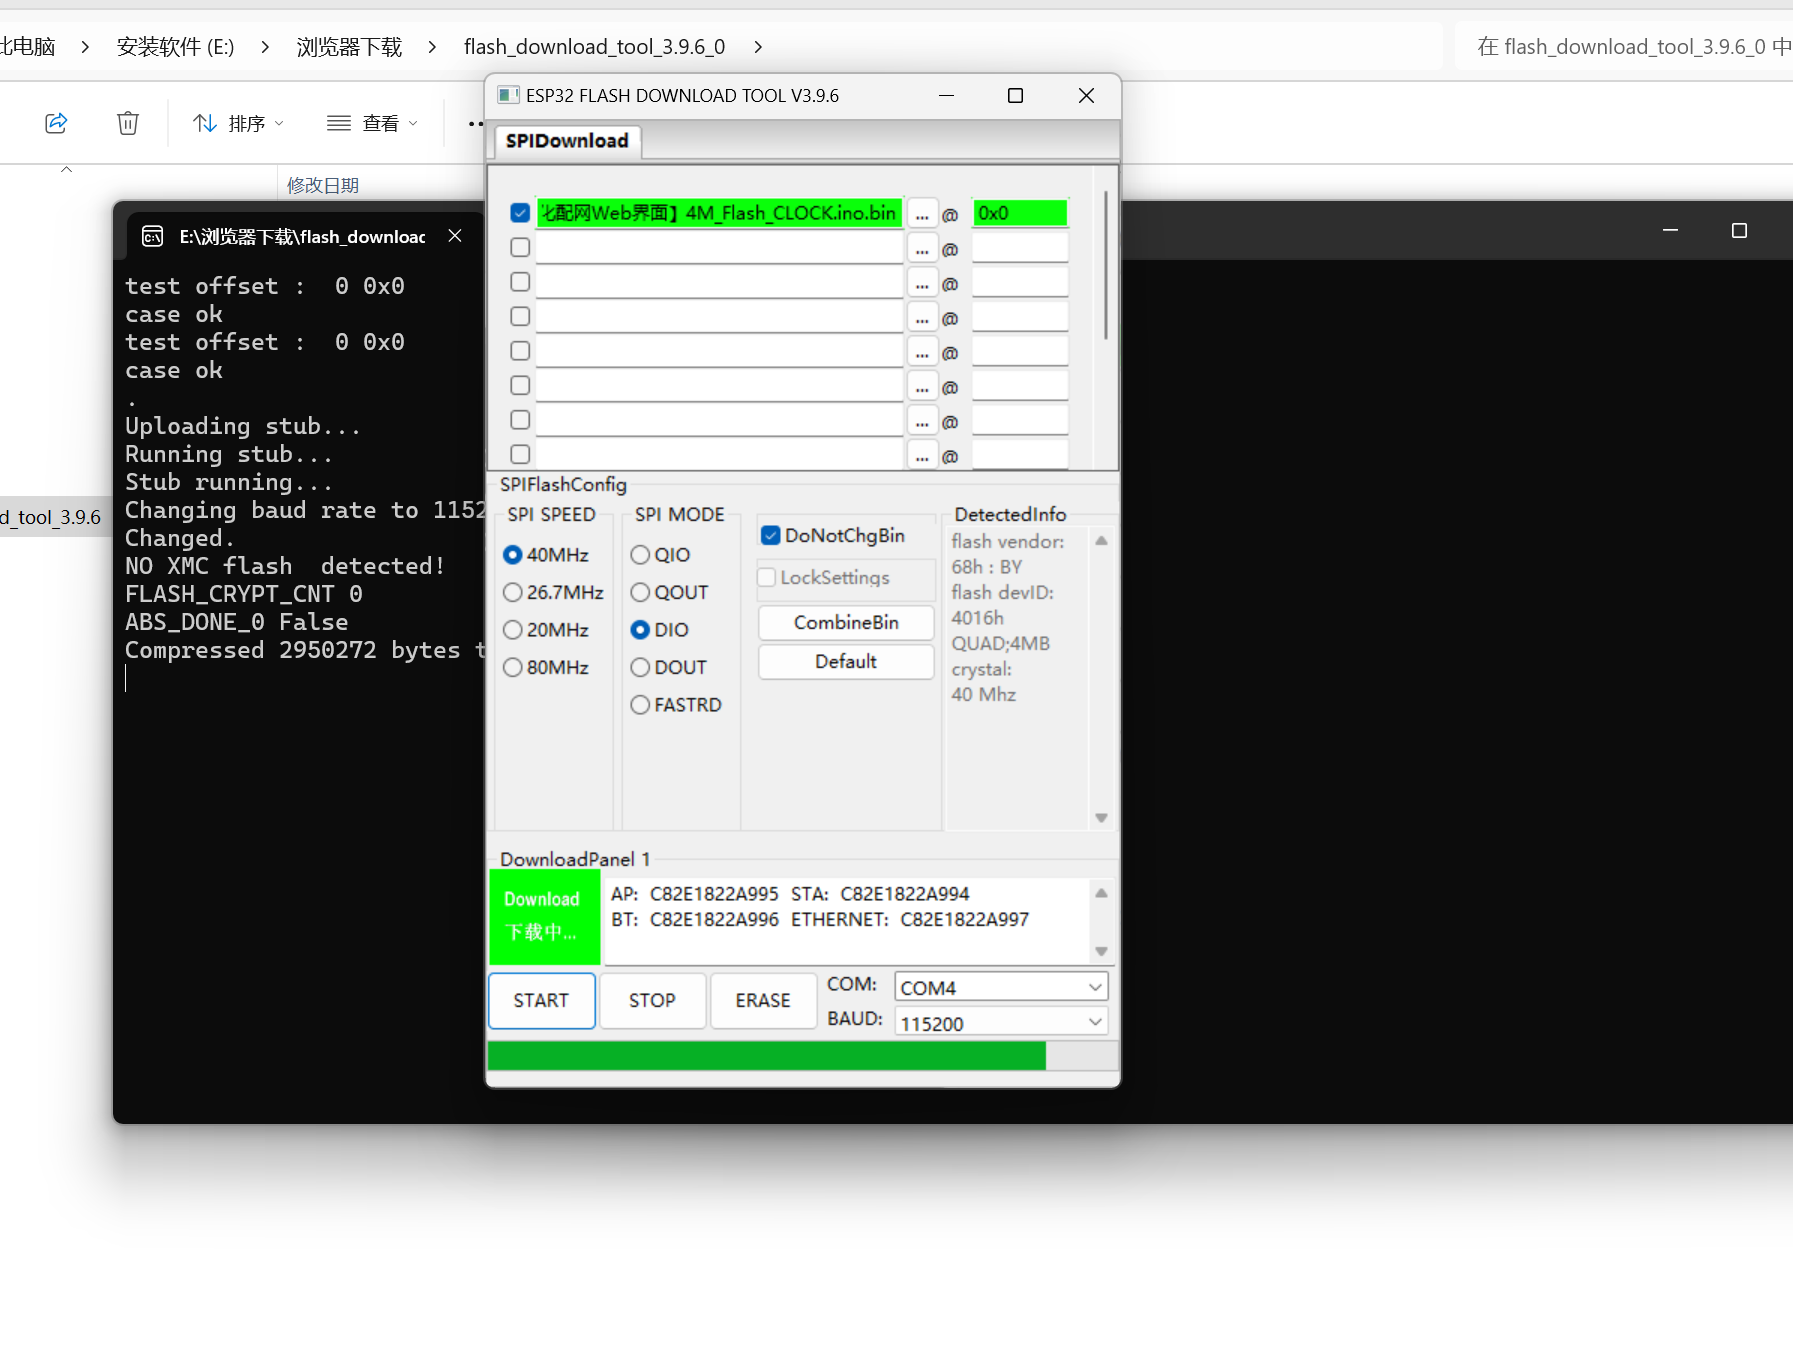 此电脑 > 安装软件 (E:) > 浏览器下载 > flash_download_tool_3.9.6_0 >
在 flash_download_tool_3.9.6_0 中
排序
查看
修改日期
d_tool_3.9.6
E:\浏览器下载\flash_download
test offset :  0 0x0
case ok
test offset :  0 0x0
case ok
.
Uploading stub...
Running stub...
Stub running...
Changing baud rate to 1152
Changed.
NO XMC flash  detected!
FLASH_CRYPT_CNT 0
ABS_DONE_0 False
Compressed 2950272 bytes t
ESP32 FLASH DOWNLOAD TOOL V3.9.6
SPIDownload
配网Web界面】4M_Flash_CLOCK.ino.bin ... @ 0x0
... @
... @
... @
... @
... @
... @
... @
SPIFlashConfig
SPI SPEED
40MHz
26.7MHz
20MHz
80MHz
SPI MODE
QIO
QOUT
DIO
DOUT
FASTRD
DoNotChgBin
LockSettings
CombineBin
Default
DetectedInfo
flash vendor:
68h : BY
flash devID:
4016h
QUAD;4MB
crystal:
40 Mhz
DownloadPanel 1
Download
下载中...
AP:  C82E1822A995  STA:  C82E1822A994
BT:  C82E1822A996  ETHERNET:  C82E1822A997
START
STOP
ERASE
COM: COM4
BAUD: 115200